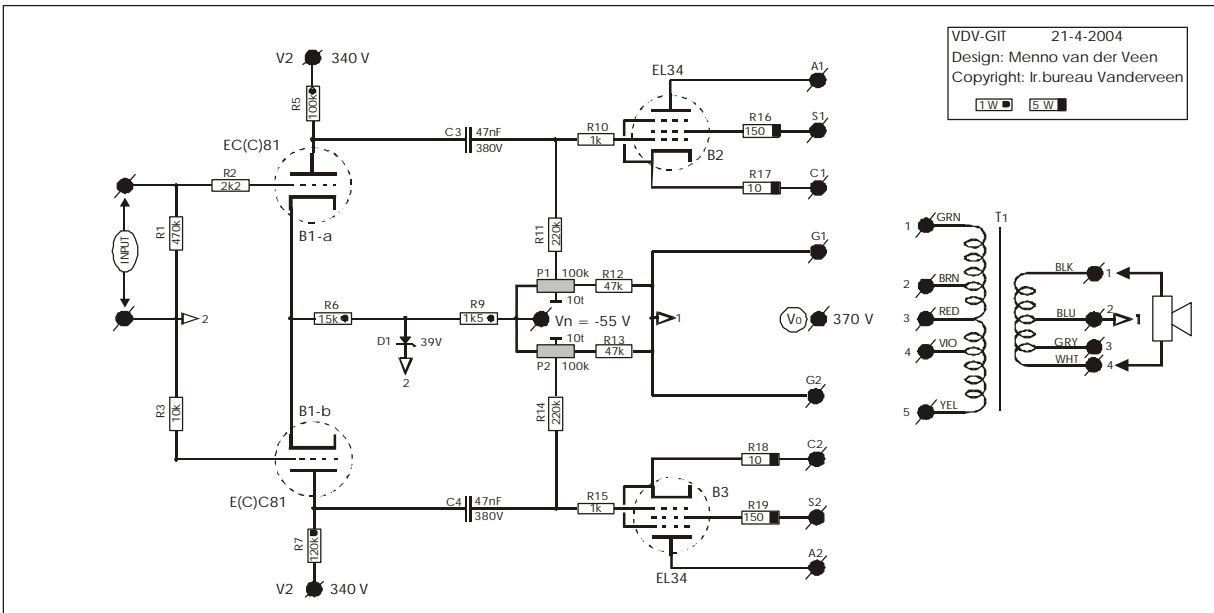 VDV-GIT 21-4-2004
Design: Menno van der Veen
Copyright: Ir.bureau Vanderveen
1 W 5 W
V2 340 V
R5
100k
EC(C)81
R2
2k2
B1-a
INPUT
R1
470k
2
R3
10k
R6
15k
D1 39V
2
R9
1k5
B1-b
E(C)C81
R7
120k
V2 340 V
C3 47nF
380V
R10
1k
EL34
B2
R16
150
R17
10
A1
S1
C1
R11
220k
P1 100k
10t
R12
47k
G1
Vn = -55 V
1
10t
R13
47k
P2 100k
R14
220k
G2
V0 370 V
C4 47nF
380V
R15
1k
R18
10
B3
R19
150
EL34
C2
S2
A2
T1
1 GRN
2 BRN
3 RED
4 VIO
5 YEL
BLK 1
BLU 2 1
GRY 3
WHT 4